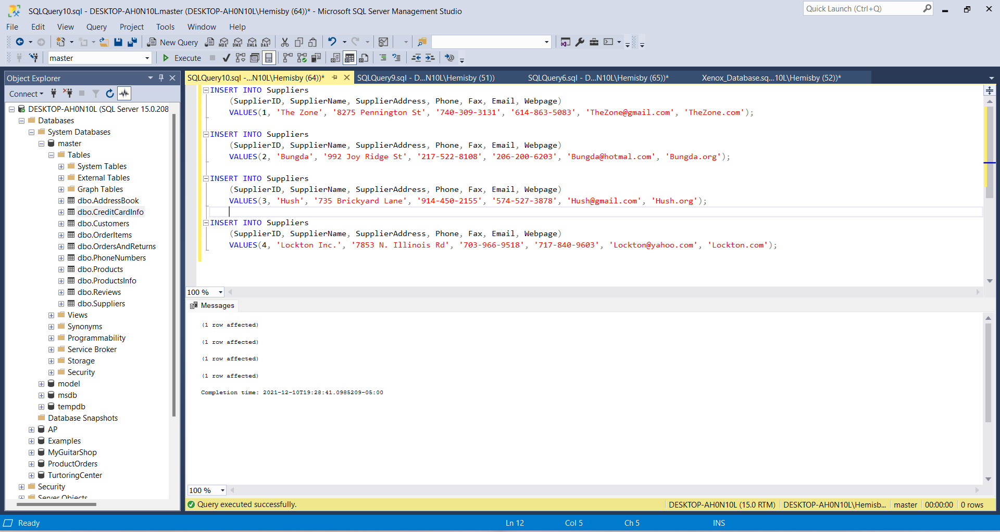 SQLQuery10.sql - DESKTOP-AH0N10L.master (DESKTOP-AH0N10L\Hemisby (64))* - Microsoft SQL Server Management Studio
Quick Launch (Ctrl+Q)
File Edit View Query Project Tools Window Help
New Query MDX DMX XMLA DAX
master Execute
Object Explorer
Connect
DESKTOP-AH0N10L (SQL Server 15.0.208
Databases
System Databases
master
Tables
System Tables
External Tables
Graph Tables
dbo.AddressBook
dbo.CreditCardInfo
dbo.Customers
dbo.OrderItems
dbo.OrdersAndReturns
dbo.PhoneNumbers
dbo.Products
dbo.ProductsInfo
dbo.Reviews
dbo.Suppliers
Views
Synonyms
Programmability
Service Broker
Storage
Security
model
msdb
tempdb
Database Snapshots
AP
Examples
MyGuitarShop
ProductOrders
TurtoringCenter
Security
Server Objects
SQLQuery10.sql -...N10L\Hemisby (64))* SQLQuery9.sql - D...N10L\Hemisby (51)) SQLQuery6.sql - D...N10L\Hemisby (65))* Xenox_Database.sq...10L\Hemisby (52))*
INSERT INTO Suppliers
(SupplierID, SupplierName, SupplierAddress, Phone, Fax, Email, Webpage)
VALUES(1, 'The Zone', '8275 Pennington St', '740-309-3131', '614-863-5083', 'TheZone@gmail.com', 'TheZone.com');
INSERT INTO Suppliers
(SupplierID, SupplierName, SupplierAddress, Phone, Fax, Email, Webpage)
VALUES(2, 'Bungda', '992 Joy Ridge St', '217-522-8108', '206-200-6203', 'Bungda@hotmal.com', 'Bungda.org');
INSERT INTO Suppliers
(SupplierID, SupplierName, SupplierAddress, Phone, Fax, Email, Webpage)
VALUES(3, 'Hush', '735 Brickyard Lane', '914-450-2155', '574-527-3878', 'Hush@gmail.com', 'Hush.org');
INSERT INTO Suppliers
(SupplierID, SupplierName, SupplierAddress, Phone, Fax, Email, Webpage)
VALUES(4, 'Lockton Inc.', '7853 N. Illinois Rd', '703-966-9518', '717-840-9603', 'Lockton@yahoo.com', 'Lockton.com');
100 %
Messages
(1 row affected)
(1 row affected)
(1 row affected)
(1 row affected)
Completion time: 2021-12-10T19:28:41.0985209-05:00
100 %
Query executed successfully. DESKTOP-AH0N10L (15.0 RTM) DESKTOP-AH0N10L\Hemisb... master 00:00:00 0 rows
Ready Ln 12 Col 5 Ch 5 INS